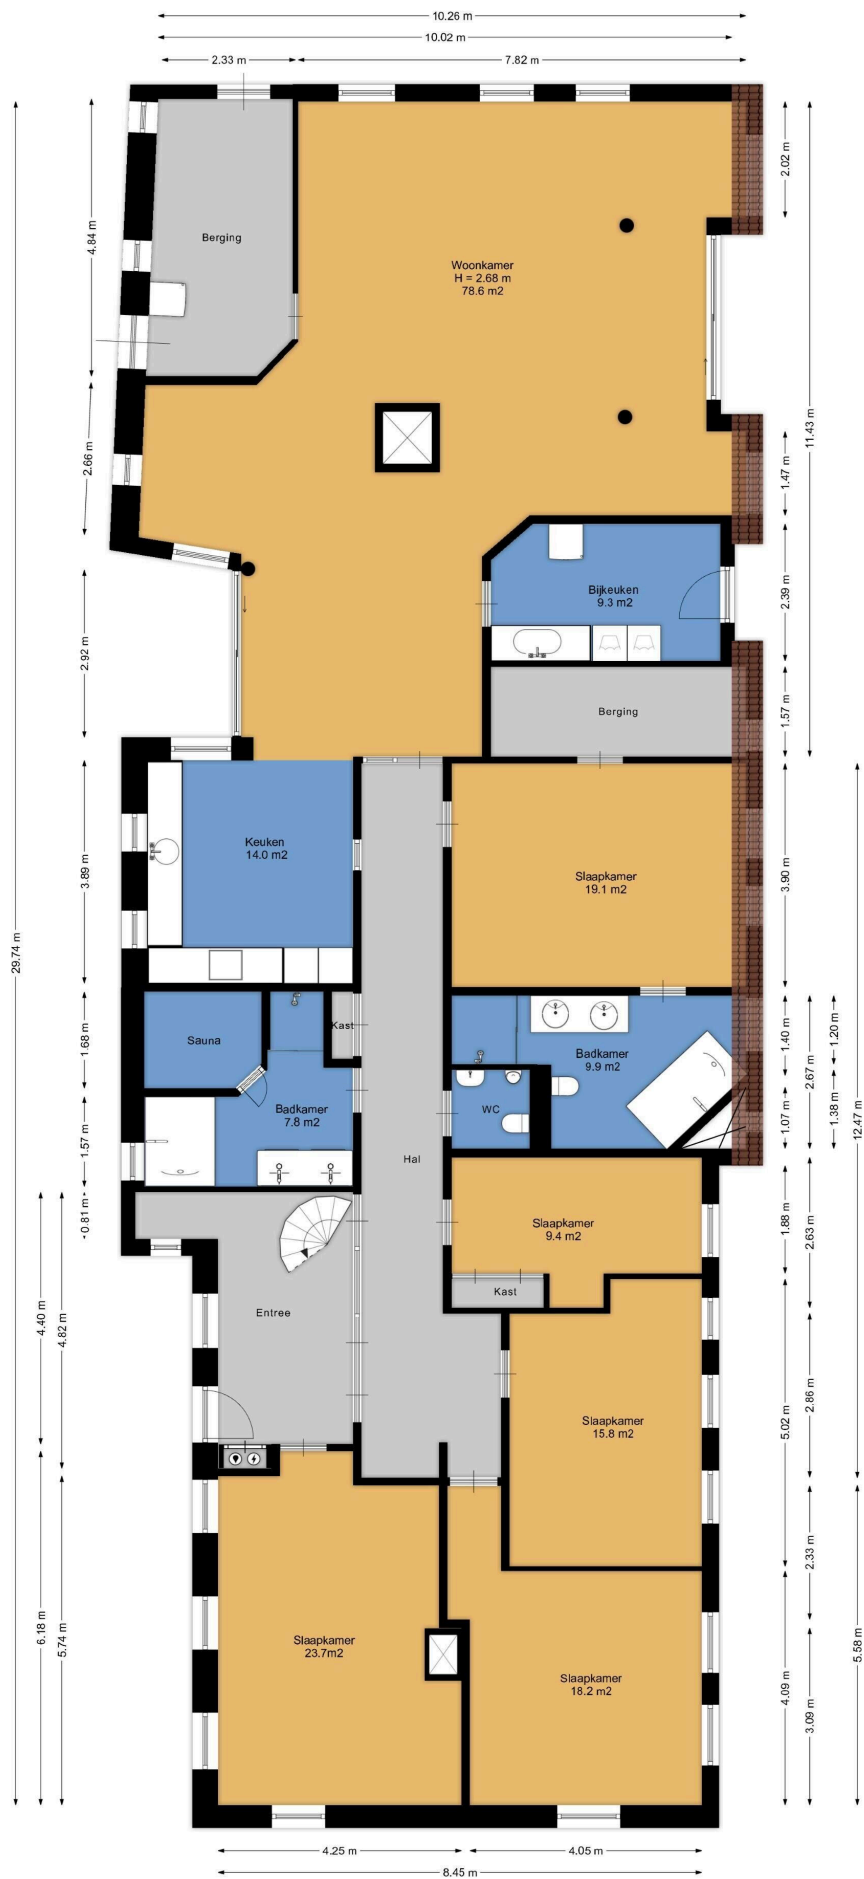 10.26 m
10.02 m
2.33 m
7.82 m
2.02 m
4.84 m
Berging
Woonkamer
H = 2.68 m
78.6 m2
11.43 m
2.66 m
1.47 m
Bijkeuken
9.3 m2
2.39 m
2.92 m
1.57 m
Berging
Keuken
14.0 m2
3.89 m
Slaapkamer
19.1 m2
3.90 m
29.74 m
Sauna
Kast
1.68 m
Badkamer
9.9 m2
1.40 m
1.20 m
2.67 m
1.57 m
Badkamer
7.8 m2
WC
1.07 m
1.38 m
12.47 m
Hal
0.81 m
Slaapkamer
9.4 m2
1.88 m
2.63 m
Kast
Entree
4.40 m
4.82 m
2.86 m
5.02 m
Slaapkamer
15.8 m2
2.33 m
6.18 m
5.74 m
Slaapkamer
23.7m2
Slaapkamer
18.2 m2
4.09 m
3.09 m
5.58 m
4.25 m
4.05 m
8.45 m